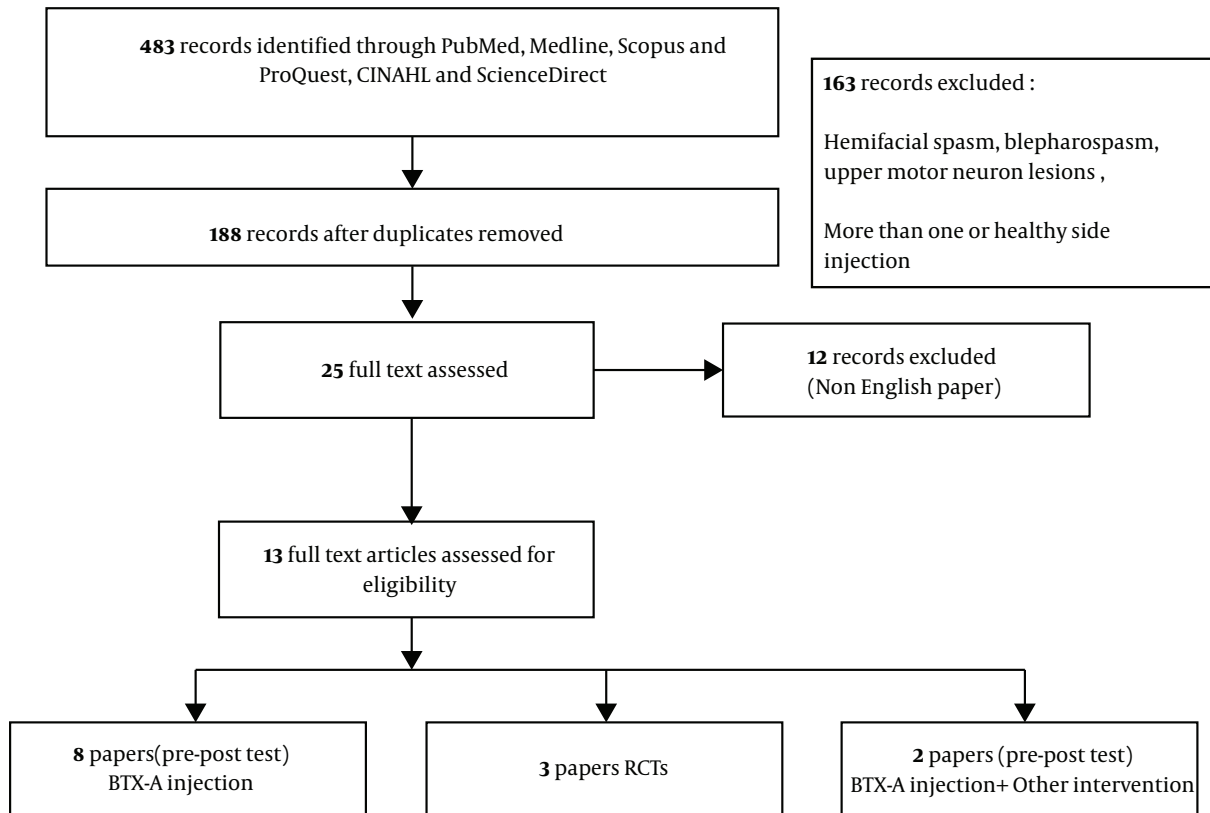 483 records identified through PubMed, Medline, Scopus and
ProQuest, CINAHL and ScienceDirect
163 records excluded :
Hemifacial spasm, blepharospasm,
upper motor neuron lesions ,
More than one or healthy side
injection
188 records after duplicates removed
25 full text assessed
12 records excluded
(Non English paper)
13 full text articles assessed for
eligibility
8 papers(pre-post test)
BTX-A injection
3 papers RCTs
2 papers (pre-post test)
BTX-A injection+ Other intervention